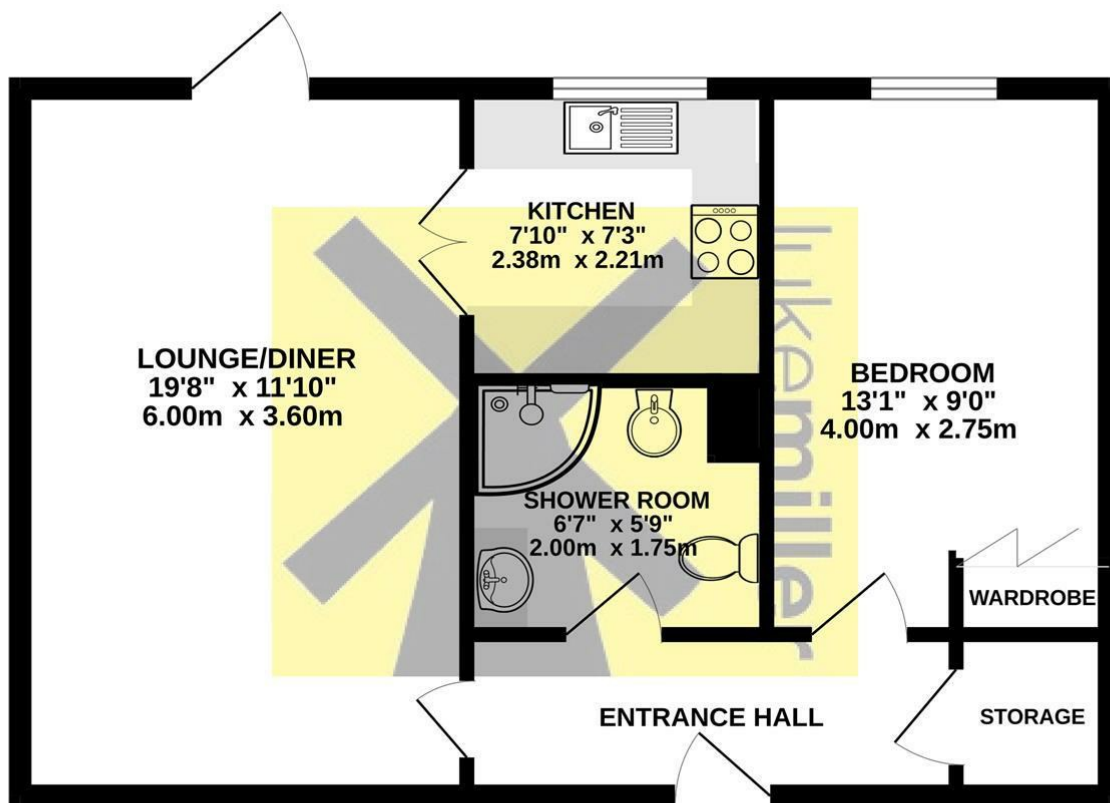 KITCHEN
7'10" x 7'3"
2.38m x 2.21m
LOUNGE/DINER
19'8" x 11'10"
6.00m x 3.60m
BEDROOM
13'1" x 9'0"
4.00m x 2.75m
SHOWER ROOM
6'7" x 5'9"
2.00m x 1.75m
WARDROBE
ENTRANCE HALL
STORAGE
lukemiller